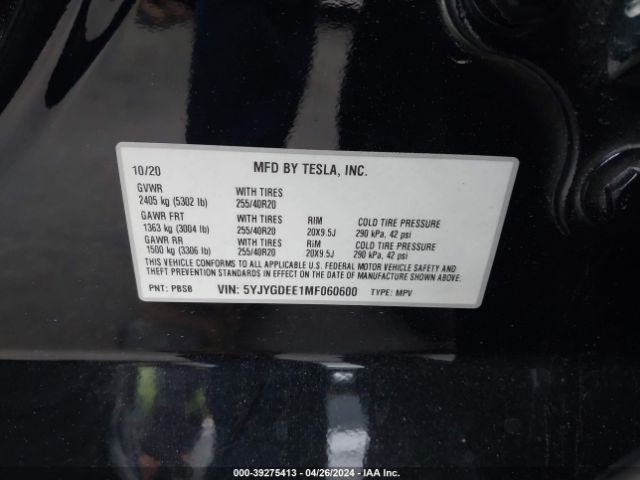 10/20 MFD BY TESLA, INC.
GVWR WITH TIRES
2405 kg (5302 lb) 255/40R20
GAWR FRT WITH TIRES RIM COLD TIRE PRESSURE
1363 kg (3004 lb) 255/40R20 20X9.5J 290 kPa, 42 psi
GAWR RR WITH TIRES RiM COLD TIRE PRESSURE
1500 kg (3306 lb) 255/40R20 20X9.5J 290 kPa, 42 psi
THIS VEHICLE CONFORMS TO ALL APPLICABLE U.S. FEDERAL MOTOR VEHICLE SAFETY AND
THEFT PREVENTION STANDARDS IN EFFECT ON THE DATE OF MANUFACTURE SHOWN ABOVE.
PNT: PBSB VIN: 5YJYGDEE1MF060600 TYPE: MPV
000-39275413 - 04/26/2024 - IAA Inc.